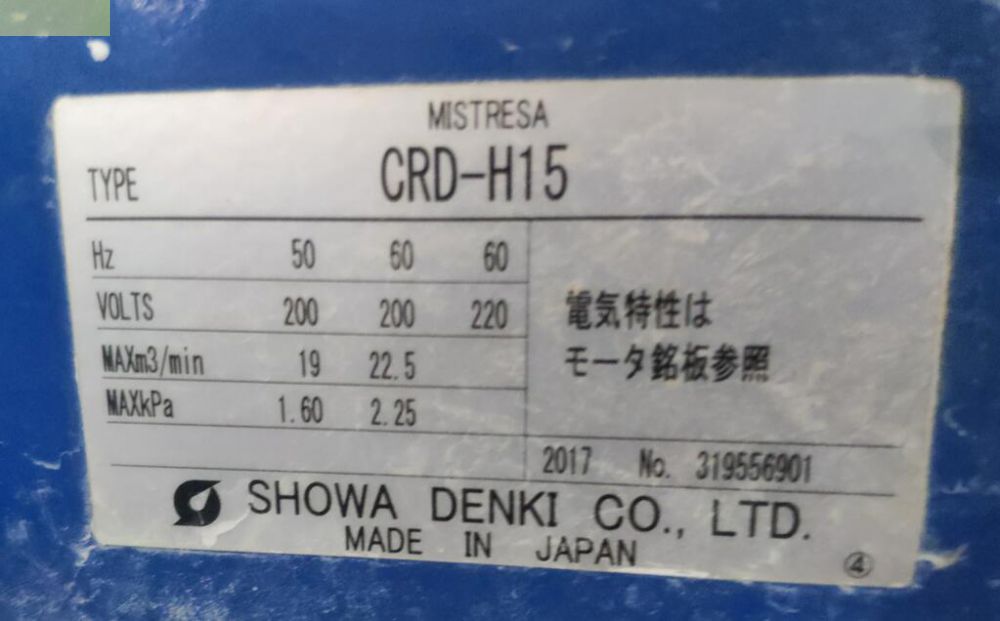 MISTRESA
TYPE CRD-H15
Hz 50 60 60
VOLTS 200 200 220
MAXm3/min 19 22.5
MAXkPa 1.60 2.25
電気特性は
モータ銘板参照
2017 No. 319556901
SHOWA DENKI CO., LTD.
MADE IN JAPAN
④